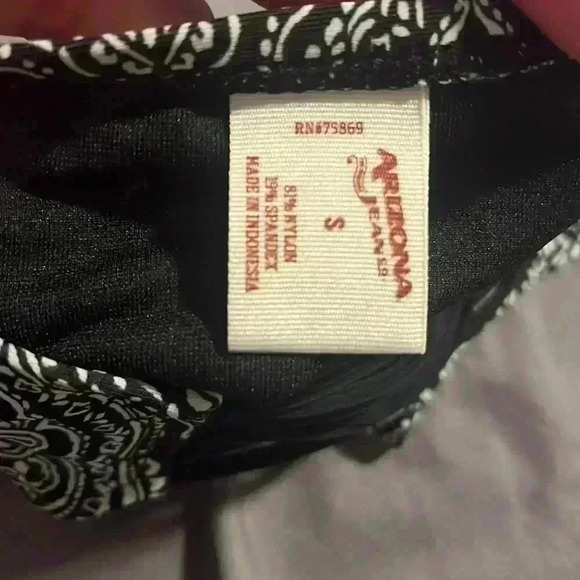 ARIZONA
JEAN CO.
S
81% NYLON
19% SPANDEX
MADE IN INDONESIA
RN#75869